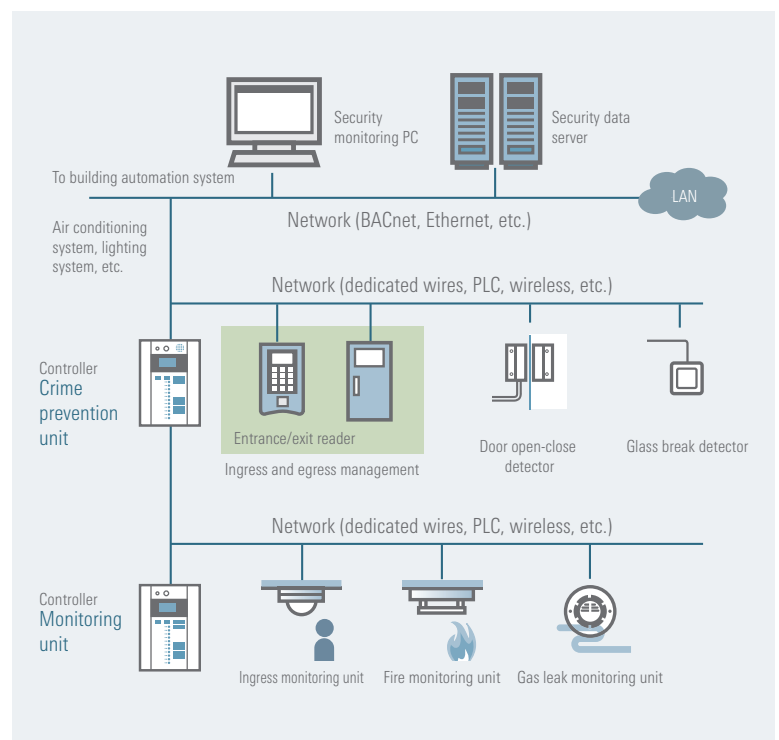 Security
monitoring PC
Security data
server
To building automation system
LAN
Network (BACnet, Ethernet, etc.)
Air conditioning
system, lighting
system, etc.
Network (dedicated wires, PLC, wireless, etc.)
Controller
Crime
prevention
unit
Entrance/exit reader
Ingress and egress management
Door open-close
detector
Glass break detector
Network (dedicated wires, PLC, wireless, etc.)
Controller
Monitoring
unit
Ingress monitoring unit
Fire monitoring unit
Gas leak monitoring unit